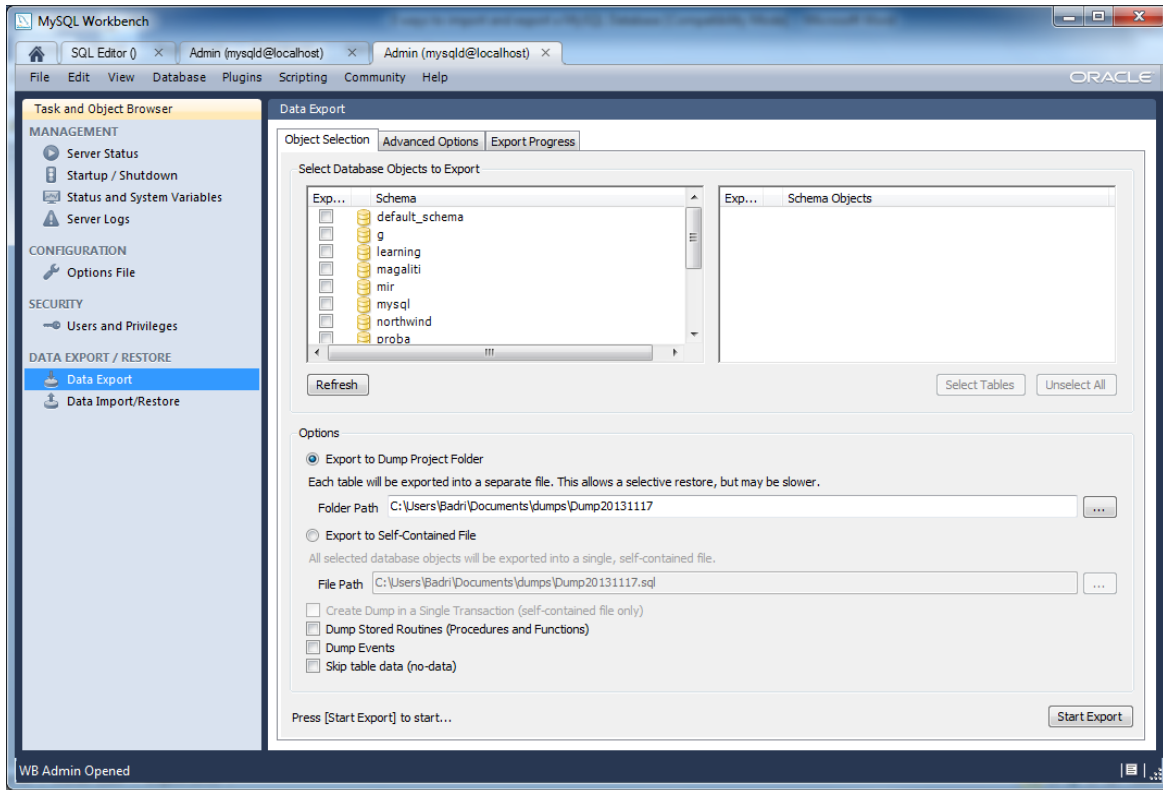 MySQL Workbench
SQL Editor () Admin (mysqld@localhost) Admin (mysqld@localhost)
File Edit View Database Plugins Scripting Community Help ORACLE
Task and Object Browser
MANAGEMENT
Server Status
Startup / Shutdown
Status and System Variables
Server Logs
CONFIGURATION
Options File
SECURITY
Users and Privileges
DATA EXPORT / RESTORE
Data Export
Data Import/Restore
Data Export
Object Selection Advanced Options Export Progress
Select Database Objects to Export
Exp... Schema
default_schema
g
learning
magaliti
mir
mysql
northwind
proba
Exp... Schema Objects
Refresh Select Tables Unselect All
Options
Export to Dump Project Folder
Each table will be exported into a separate file. This allows a selective restore, but may be slower.
Folder Path C:\Users\Badri\Documents\dumps\Dump20131117 ...
Export to Self-Contained File
All selected database objects will be exported into a single, self-contained file.
File Path C:\Users\Badri\Documents\dumps\Dump20131117.sql ...
Create Dump in a Single Transaction (self-contained file only)
Dump Stored Routines (Procedures and Functions)
Dump Events
Skip table data (no-data)
Press [Start Export] to start... Start Export
WB Admin Opened